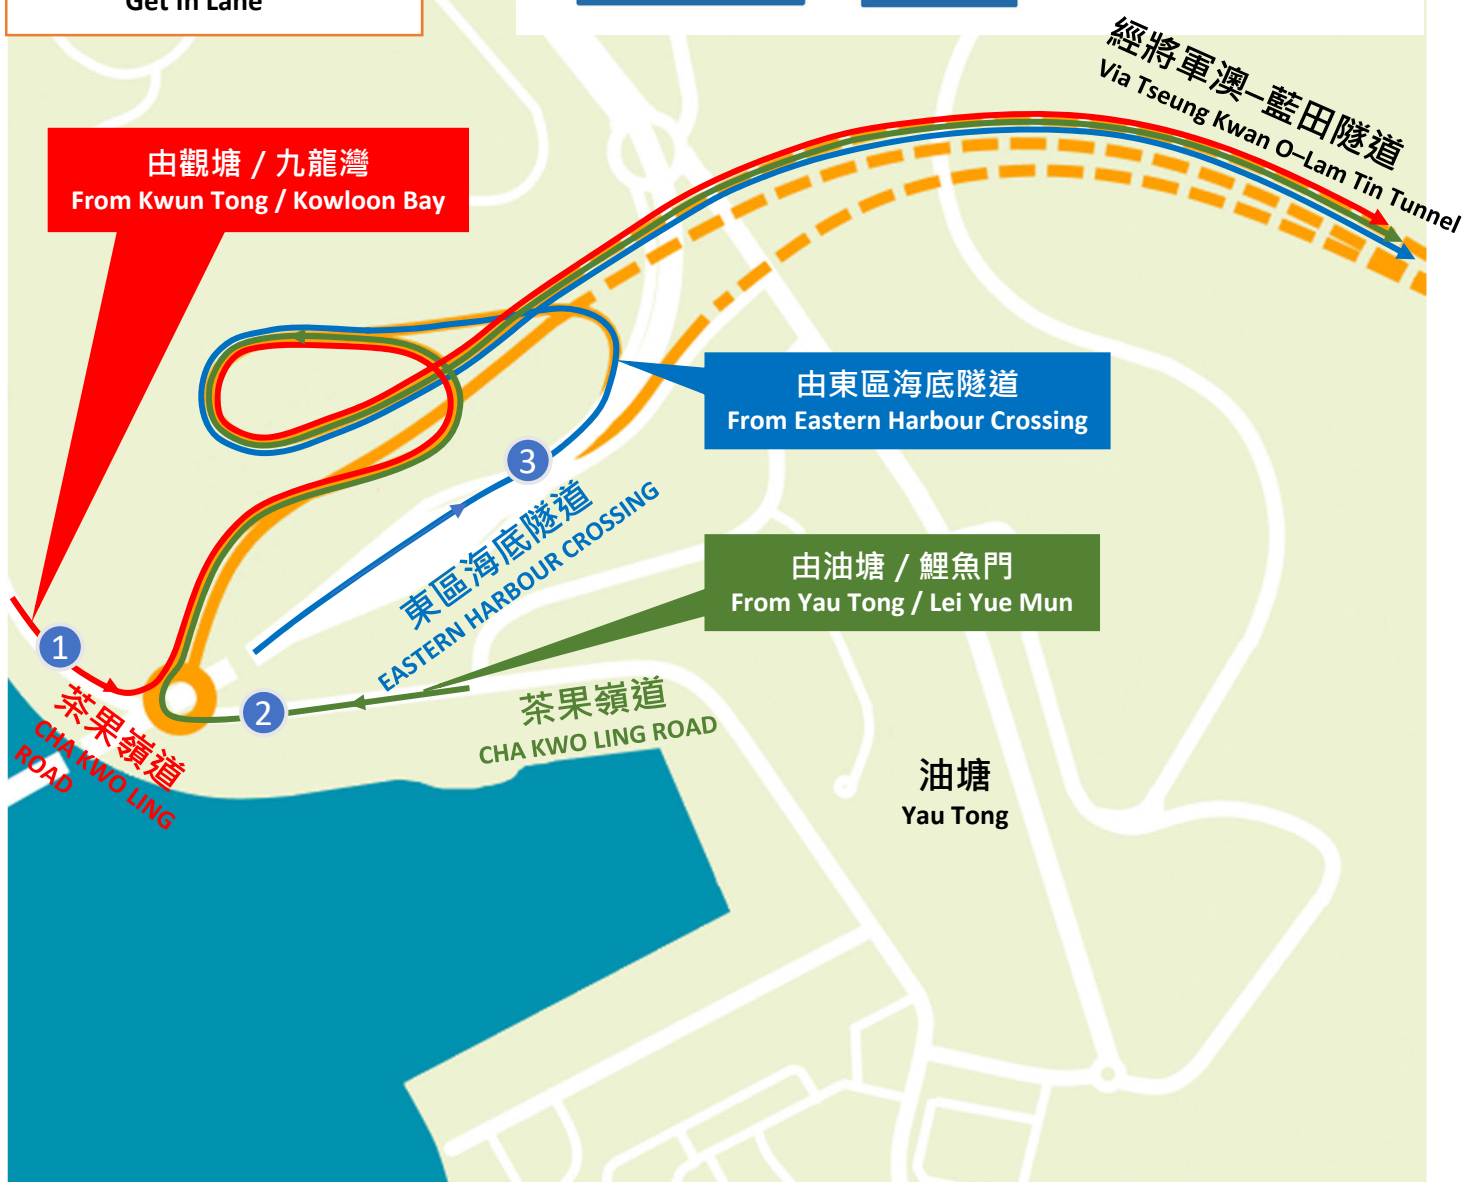 Get in Lane
經將軍澳–藍田隧道
Via Tseung Kwan O–Lam Tin Tunnel
由觀塘 / 九龍灣
From Kwun Tong / Kowloon Bay
由東區海底隧道
From Eastern Harbour Crossing
3
東區海底隧道
EASTERN HARBOUR CROSSING
由油塘 / 鯉魚門
From Yau Tong / Lei Yue Mun
1
2
茶果嶺道
CHA KWO LING
ROAD
茶果嶺道
CHA KWO LING ROAD
油塘
Yau Tong